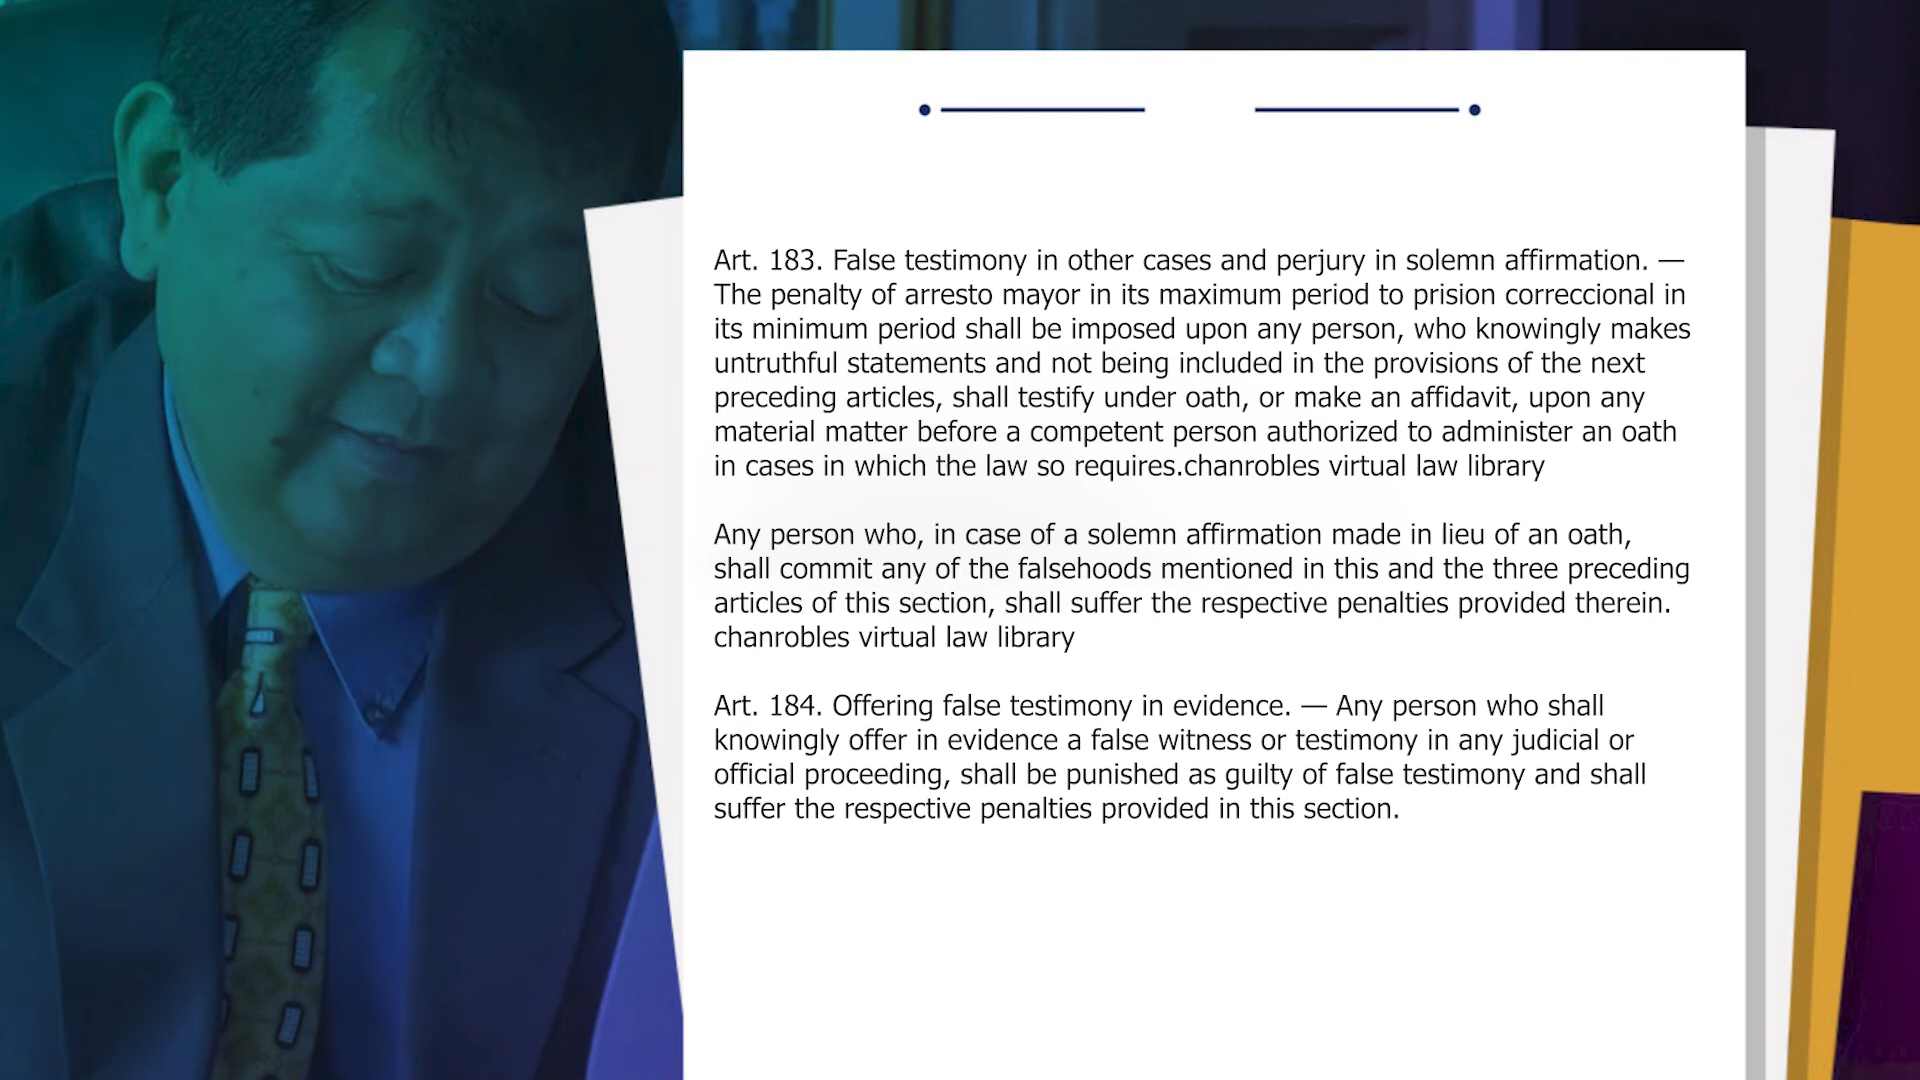 Art. 183. False testimony in other cases and perjury in solemn affirmation. —
The penalty of arresto mayor in its maximum period to prision correccional in
its minimum period shall be imposed upon any person, who knowingly makes
untruthful statements and not being included in the provisions of the next
preceding articles, shall testify under oath, or make an affidavit, upon any
material matter before a competent person authorized to administer an oath
in cases in which the law so requires.chanrobles virtual law library
Any person who, in case of a solemn affirmation made in lieu of an oath,
shall commit any of the falsehoods mentioned in this and the three preceding
articles of this section, shall suffer the respective penalties provided therein.
chanrobles virtual law library
Art. 184. Offering false testimony in evidence. — Any person who shall
knowingly offer in evidence a false witness or testimony in any judicial or
official proceeding, shall be punished as guilty of false testimony and shall
suffer the respective penalties provided in this section.